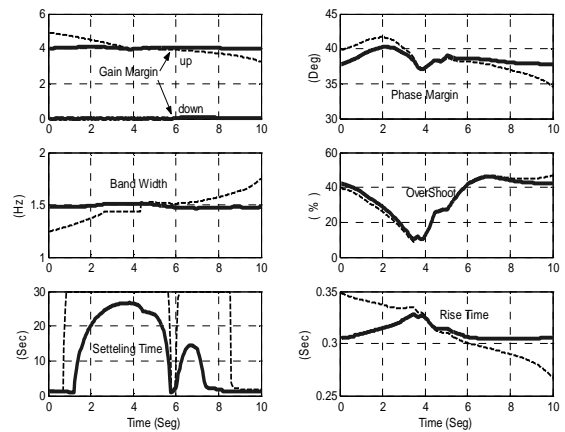 6
4
2
0
Gain Margin
up
down
0 2 4 6 8 10
(Deg)
45
40
35
30
Phase Margin
0 2 4 6 8 10
(Hz)
2
1.5
1
Band Width
0 2 4 6 8 10
( % )
60
40
20
0
OverShoot
0 2 4 6 8 10
(Sec)
30
20
10
0
Setteling Time
0 2 4 6 8 10
Time (Seg)
(Sec)
0.35
0.3
0.25
Rise Time
0 2 4 6 8 10
Time (Seg)